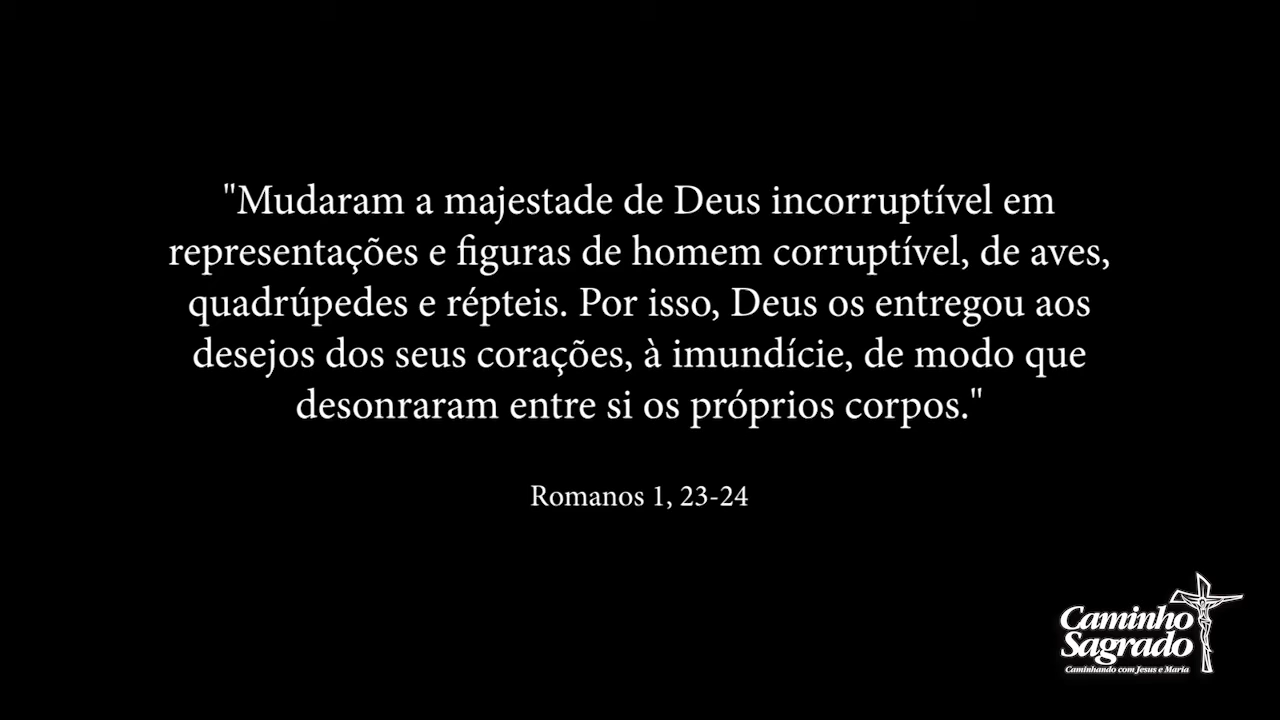 "Mudaram a majestade de Deus incorruptível em
representações e figuras de homem corruptível, de aves,
quadrúpedes e répteis. Por isso, Deus os entregou aos
desejos dos seus corações, à imundície, de modo que
desonraram entre si os próprios corpos."
Romanos 1, 23-24
Caminho
Sagrado
Caminhando com Jesus e Maria